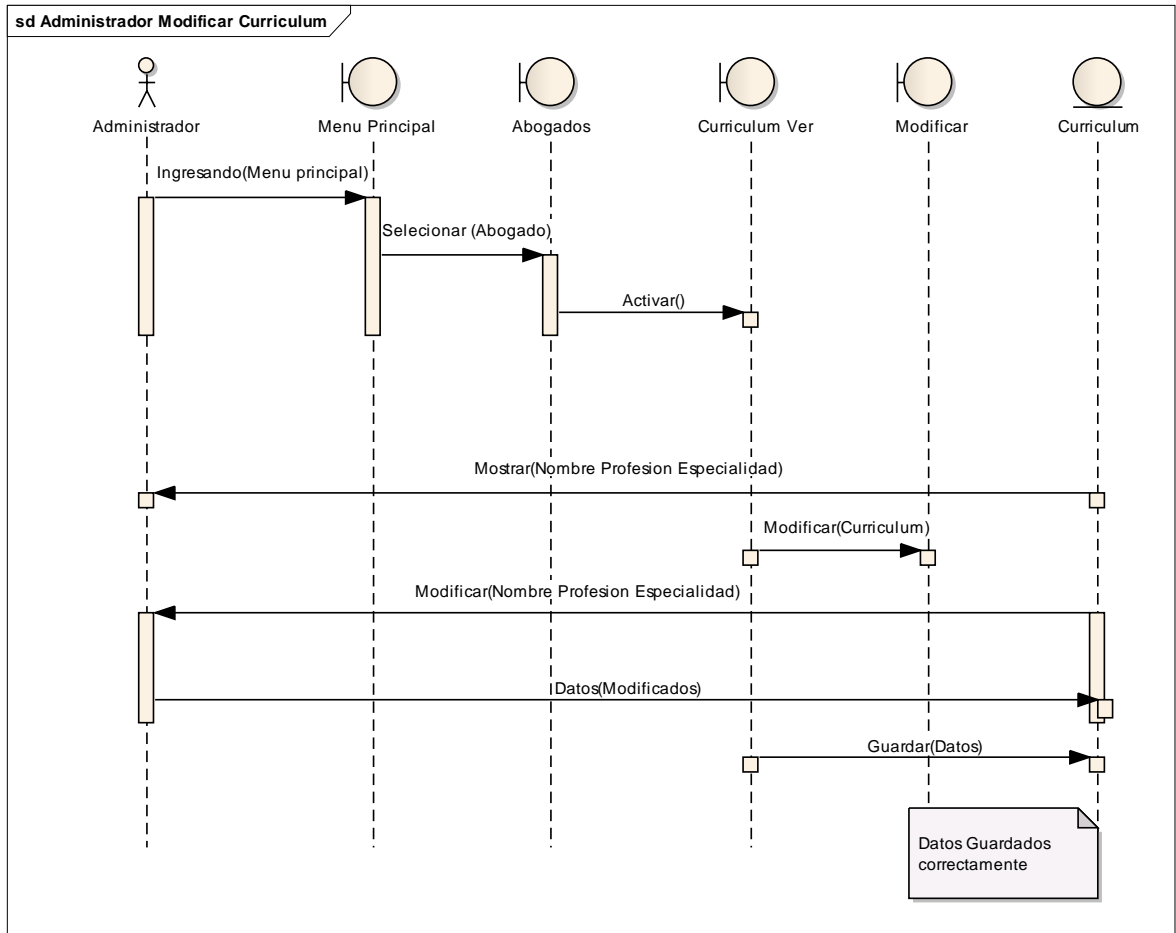 sd Administrador Modificar Curriculum
Administrador
Menu Principal
Abogados
Curriculum Ver
Modificar
Curriculum
Ingresando(Menu principal)
Selecionar (Abogado)
Activar()
Mostrar(Nombre Profesion Especialidad)
Modificar(Curriculum)
Modificar(Nombre Profesion Especialidad)
Datos(Modificados)
Guardar(Datos)
Datos Guardados
correctamente